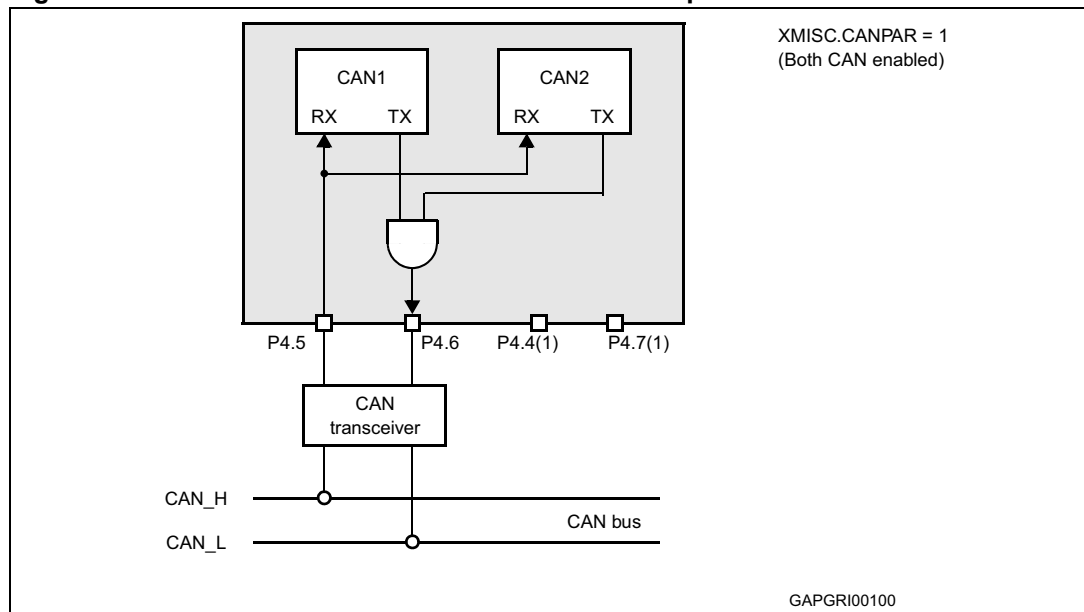 XMISC.CANPAR = 1
(Both CAN enabled)
CAN1
CAN2
RX TX
RX TX
P4.5
P4.6
P4.4(1)
P4.7(1)
CAN
transceiver
CAN_H
CAN bus
CAN_L
GAPGRI00100